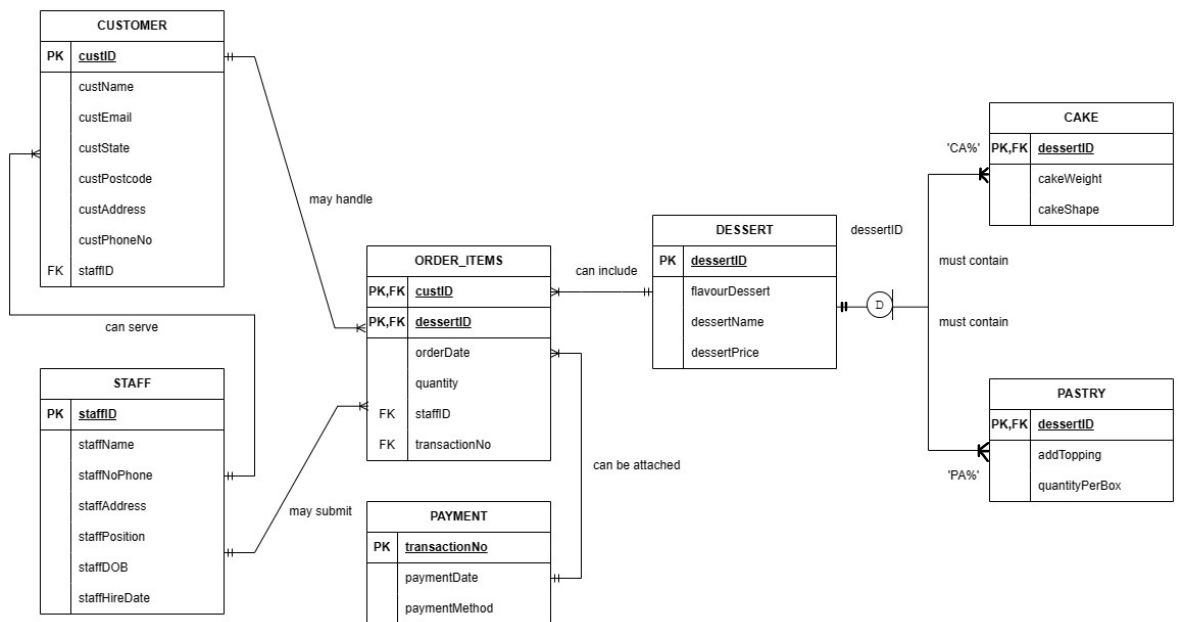 CUSTOMER
PK custID
custName
custEmail
custState
custPostcode
custAddress
custPhoneNo
FK staffID
can serve
STAFF
PK staffID
staffName
staffNoPhone
staffAddress
staffPosition
staffDOB
staffHireDate
may handle
may submit
ORDER_ITEMS
PK,FK custID
PK,FK dessertID
orderDate
quantity
FK staffID
FK transactionNo
PAYMENT
PK transactionNo
paymentDate
paymentMethod
can include
can be attached
DESSERT
PK dessertID
flavourDessert
dessertName
dessertPrice
dessertID
D
'CA%'
must contain
must contain
'PA%'
CAKE
PK,FK dessertID
cakeWeight
cakeShape
PASTRY
PK,FK dessertID
addTopping
quantityPerBox